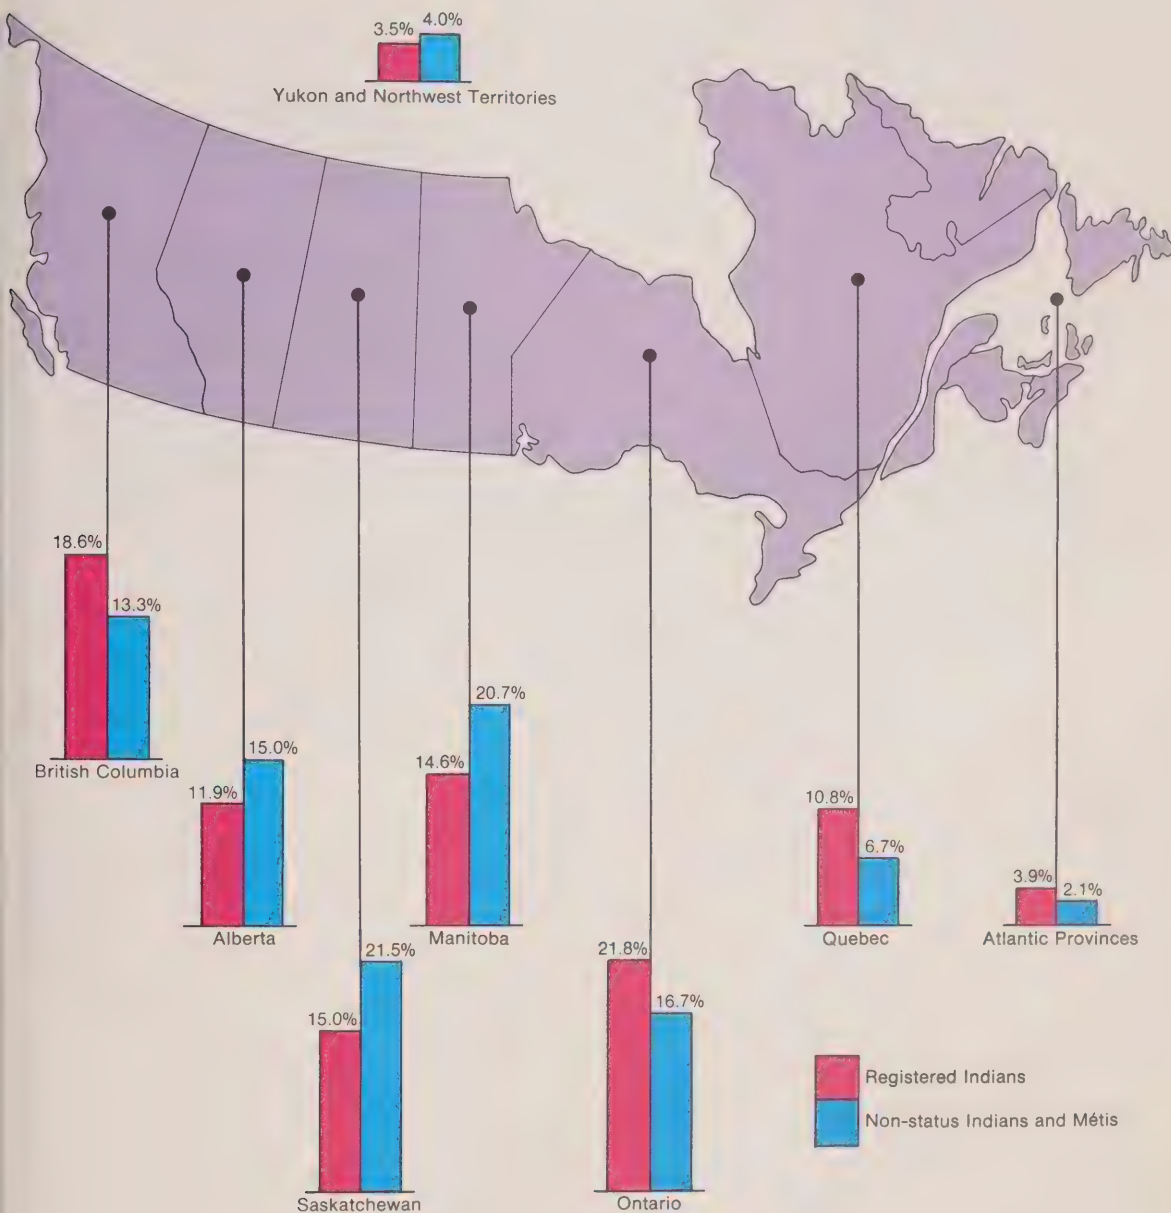 3.5% 4.0%
Yukon and Northwest Territories
18.6%
13.3%
British Columbia
11.9%
15.0%
Alberta
15.0%
21.5%
Saskatchewan
14.6%
20.7%
Manitoba
21.8%
16.7%
Ontario
10.8%
6.7%
Quebec
3.9%
2.1%
Atlantic Provinces
Registered Indians
Non-status Indians and Métis